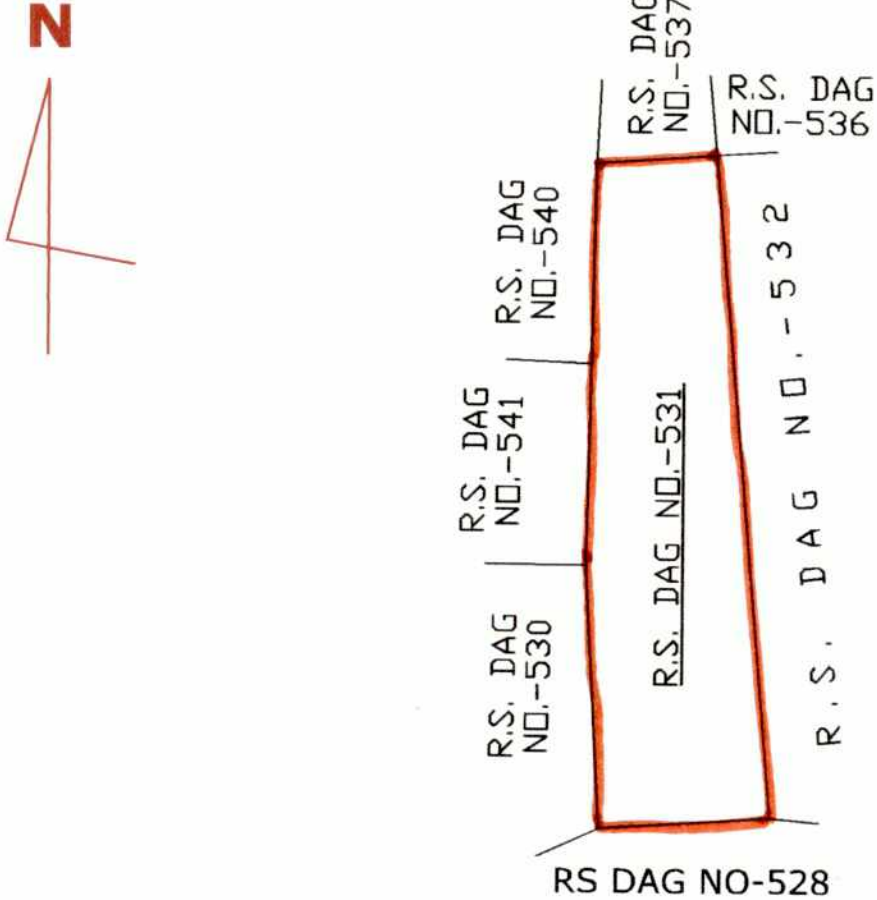 N
R.S. DAG
NO.-537
R.S. DAG
NO.-536
R.S. DAG
NO.-540
R.S. DAG NO.-532
R.S. DAG
NO.-541
R.S. DAG NO.-531
R.S. DAG
NO.-530
RS DAG NO-528